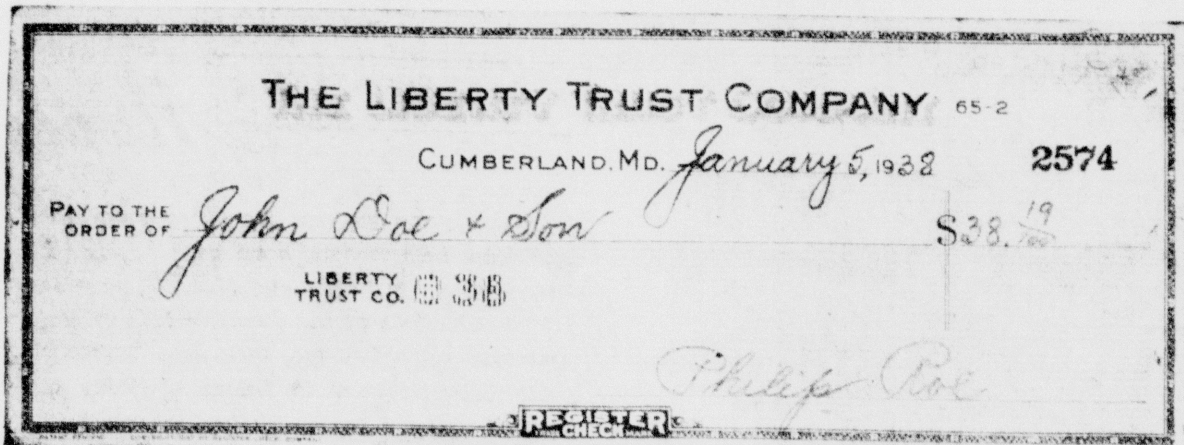 THE LIBERTY TRUST COMPANY 65-2
CUMBERLAND, MD. January 5, 1938 2574
PAY TO THE ORDER OF John Doe & Son $38. 19/100
LIBERTY TRUST CO. 38
Philip Roe
REGISTER CHECK